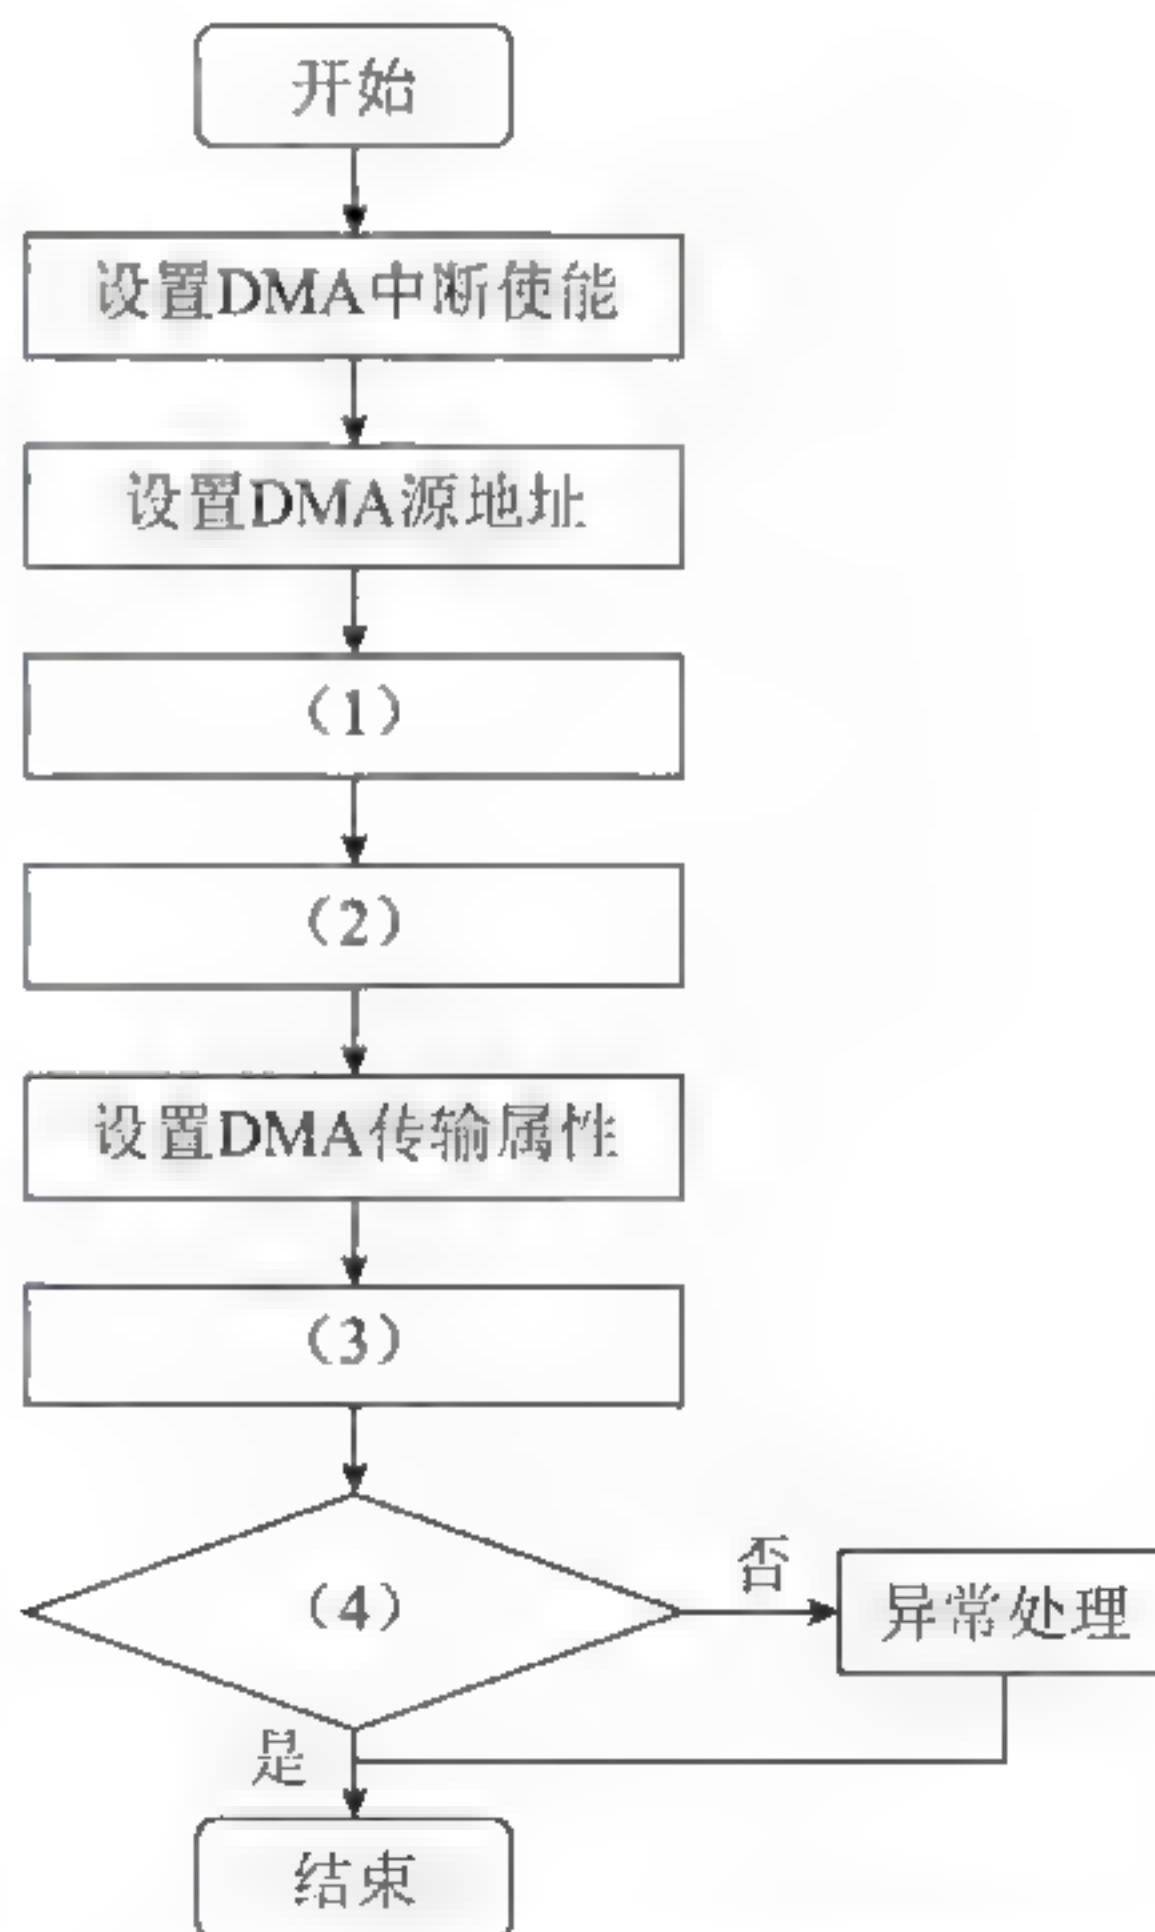 开始
设置DMA中断使能
设置DMA源地址
（1）
（2）
设置DMA传输属性
（3）
（4）
否
异常处理
是
结束